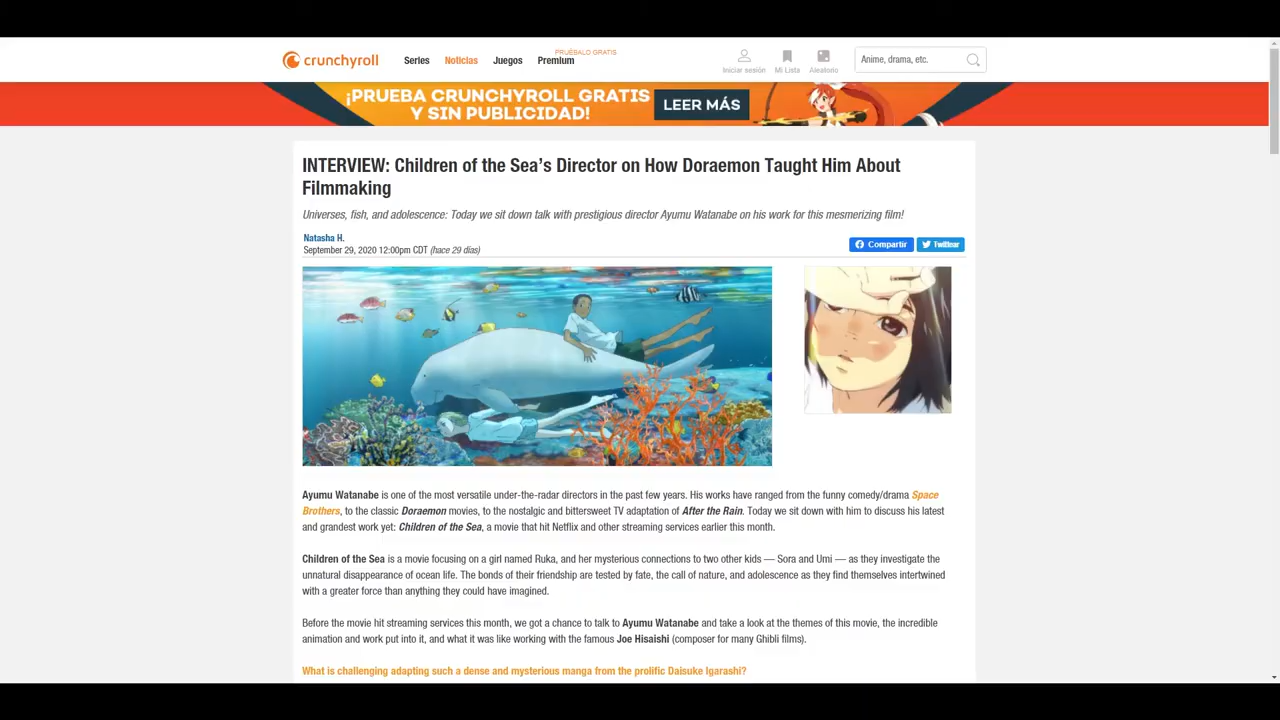 crunchyroll
Series
Noticias
Juegos
PRUÉBALO GRATIS
Premium
Iniciar sesión
Mi Lista
Aleatorio
Anime, drama, etc.
¡PRUEBA CRUNCHYROLL GRATIS
Y SIN PUBLICIDAD!
LEER MÁS
INTERVIEW: Children of the Sea’s Director on How Doraemon Taught Him About
Filmmaking
Universes, fish, and adolescence: Today we sit down talk with prestigious director Ayumu Watanabe on his work for this mesmerizing film!
Natasha H.
September 29, 2020 12:00pm CDT (hace 29 días)
Compartir
Twittear
Ayumu Watanabe is one of the most versatile under-the-radar directors in the past few years. His works have ranged from the funny comedy/drama Space
Brothers, to the classic Doraemon movies, to the nostalgic and bittersweet TV adaptation of After the Rain. Today we sit down with him to discuss his latest
and grandest work yet: Children of the Sea, a movie that hit Netflix and other streaming services earlier this month.
Children of the Sea is a movie focusing on a girl named Ruka, and her mysterious connections to two other kids — Sora and Umi — as they investigate the
unnatural disappearance of ocean life. The bonds of their friendship are tested by fate, the call of nature, and adolescence as they find themselves intertwined
with a greater force than anything they could have imagined.
Before the movie hit streaming services this month, we got a chance to talk to Ayumu Watanabe and take a look at the themes of this movie, the incredible
animation and work put into it, and what it was like working with the famous Joe Hisaishi (composer for many Ghibli films).
What is challenging adapting such a dense and mysterious manga from the prolific Daisuke Igarashi?